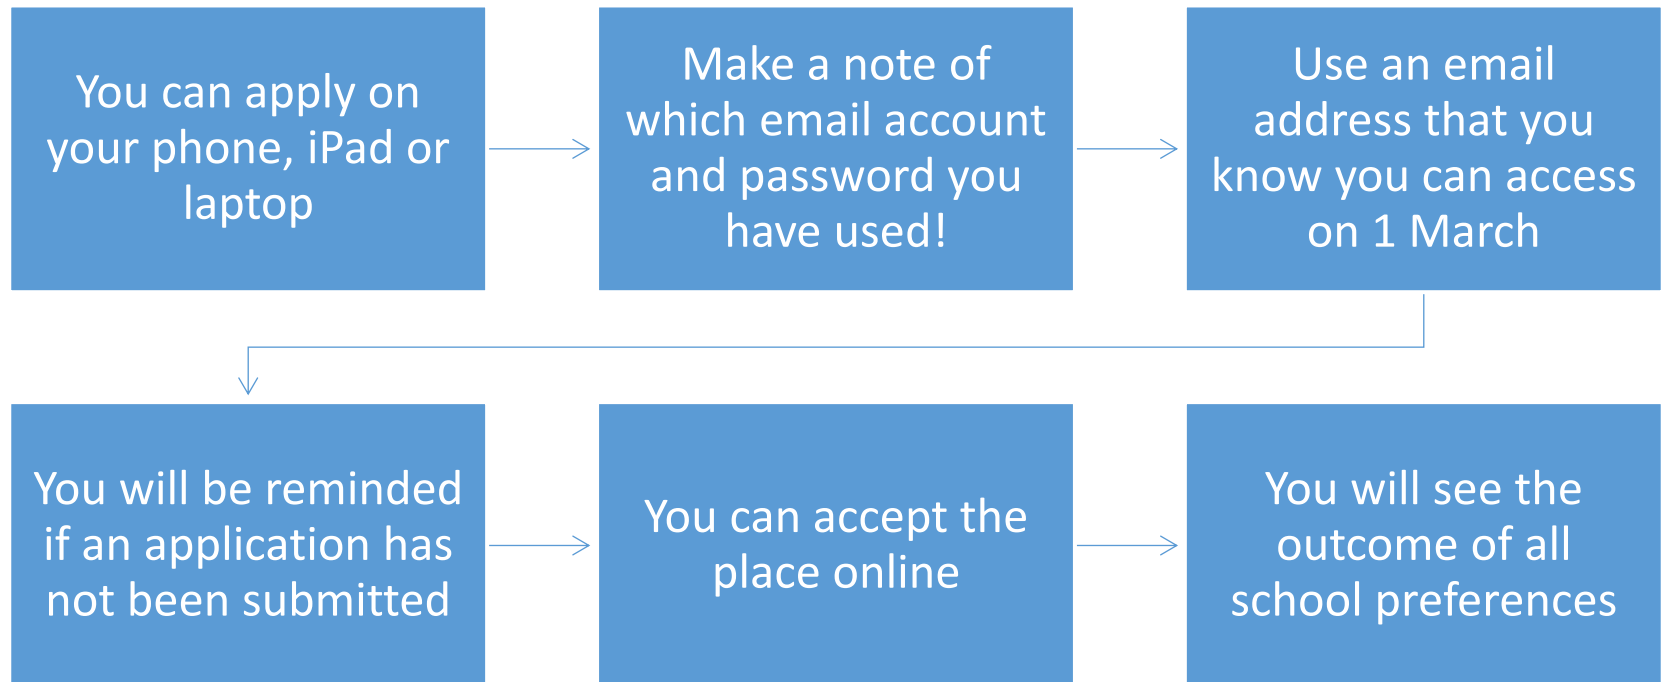 You can apply on
your phone, iPad or
laptop
Make a note of
which email account
and password you
have used!
Use an email
address that you
know you can access
on 1 March
You will be reminded
if an application has
not been submitted
You can accept the
place online
You will see the
outcome of all
school preferences